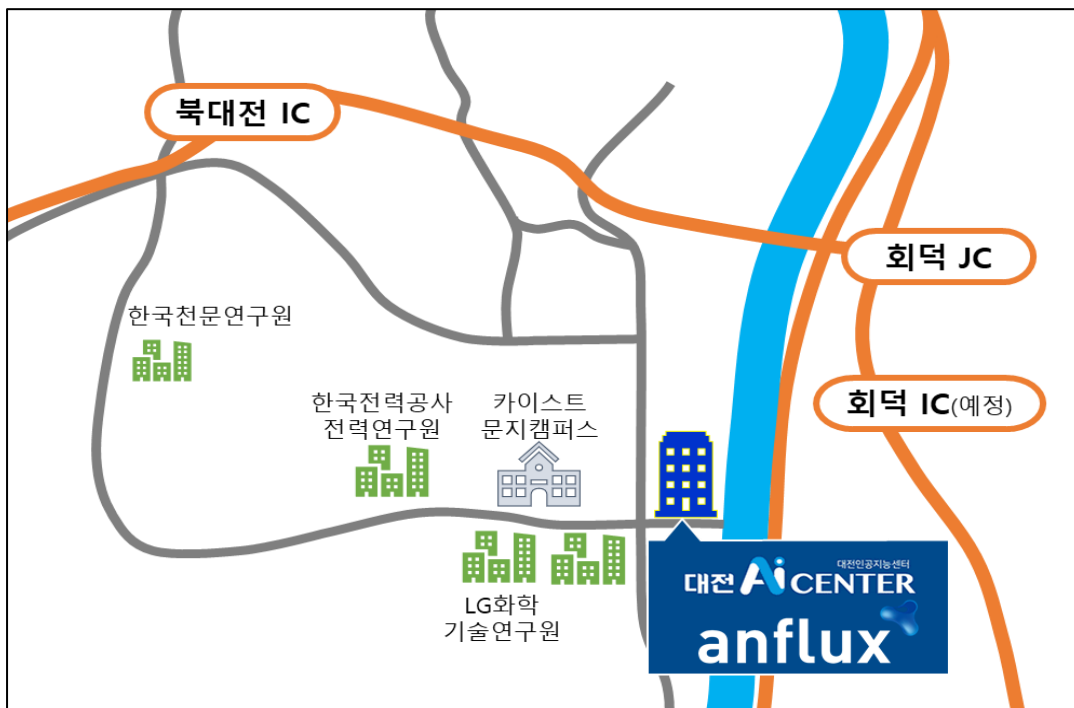 북대전 IC
회덕 JC
한국천문연구원
회덕 IC(예정)
한국전력공사
전력연구원
카이스트
문지캠퍼스
대전인공지능센터
대전 Ai CENTER
anflux
LG화학
기술연구원